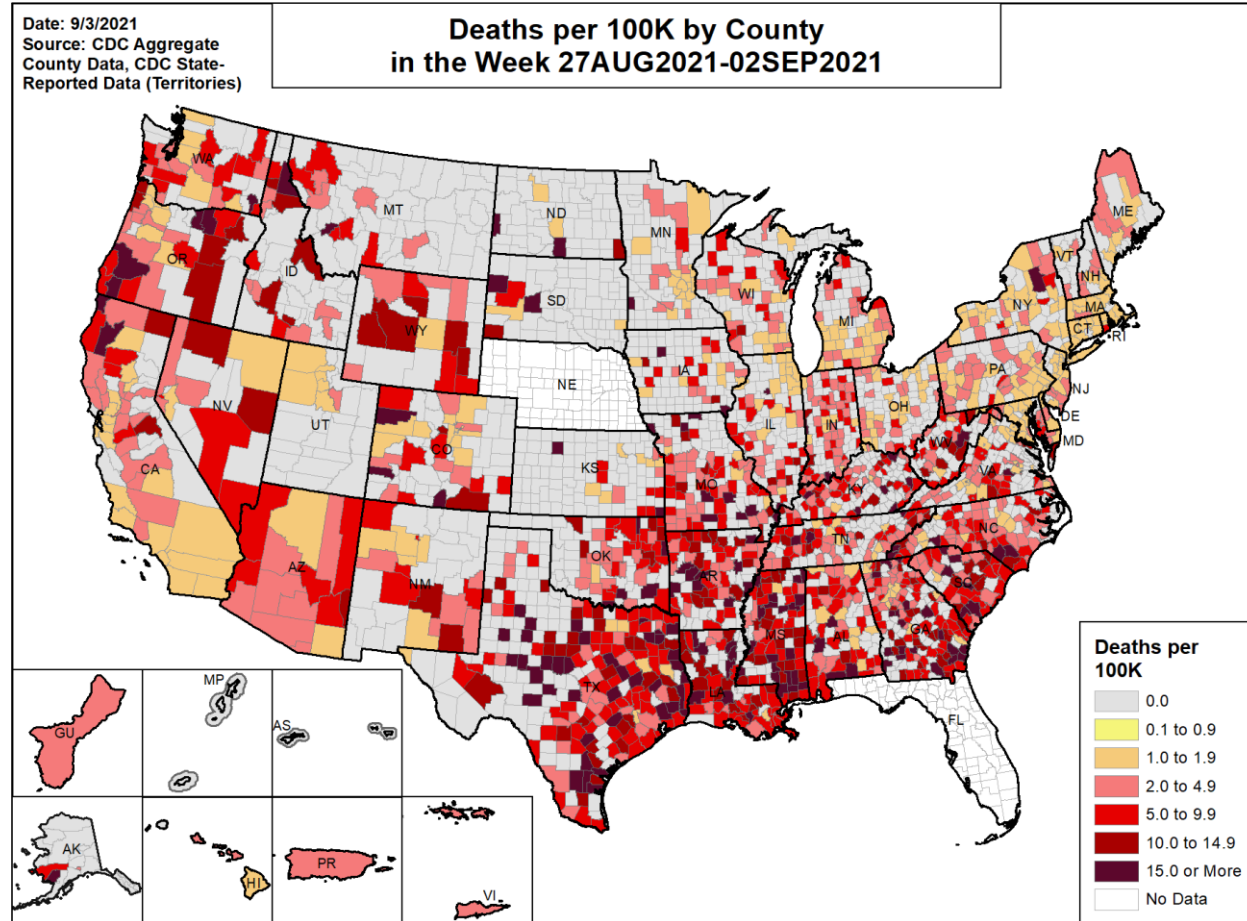 Date: 9/3/2021
Source: CDC Aggregate
County Data, CDC State-
Reported Data (Territories)
Deaths per 100K by County
in the Week 27AUG2021-02SEP2021
WA
MT
ND
MN
ME
OR
ID
SD
WI
MI
VT
NH
NY
MA
CT
RI
WY
NE
IA
PA
NJ
NV
UT
CO
KS
IL
IN
OH
DE
MD
WV
VA
CA
MO
KY
AZ
NM
OK
AR
TN
NC
SC
TX
LA
MS
AL
GA
FL
GU
MP
AS
AK
HI
PR
VI
Deaths per
100K
0.0
0.1 to 0.9
1.0 to 1.9
2.0 to 4.9
5.0 to 9.9
10.0 to 14.9
15.0 or More
No Data